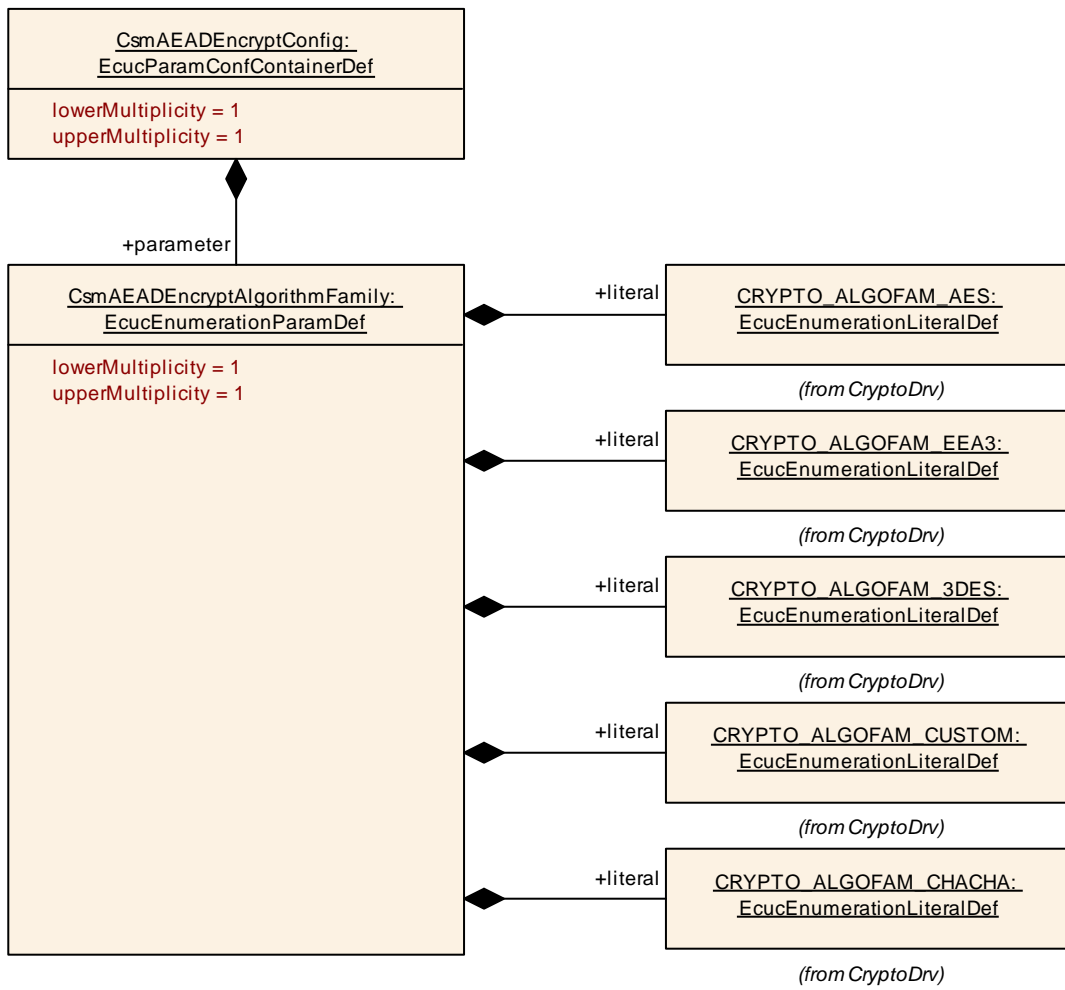 CsmAEADEncryptConfig:
EcucParamConfContainerDef
lowerMultiplicity = 1
upperMultiplicity = 1
+parameter
CsmAEADEncryptAlgorithmFamily:
EcucEnumerationParamDef
lowerMultiplicity = 1
upperMultiplicity = 1
+literal
CRYPTO_ALGOFAM_AES:
EcucEnumerationLiteralDef
(from CryptoDrv)
+literal
CRYPTO_ALGOFAM_EEA3:
EcucEnumerationLiteralDef
(from CryptoDrv)
+literal
CRYPTO_ALGOFAM_3DES:
EcucEnumerationLiteralDef
(from CryptoDrv)
+literal
CRYPTO_ALGOFAM_CUSTOM:
EcucEnumerationLiteralDef
(from CryptoDrv)
+literal
CRYPTO_ALGOFAM_CHACHA:
EcucEnumerationLiteralDef
(from CryptoDrv)